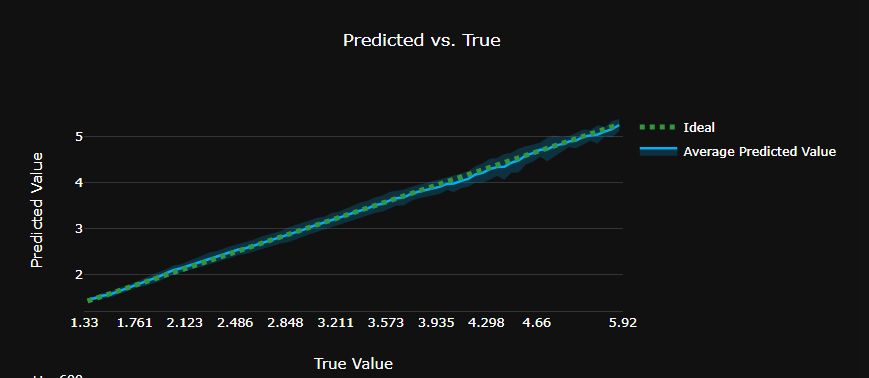 Predicted vs. True
Ideal
Average Predicted Value
Predicted Value
5
4
3
2
1.33 1.761 2.123 2.486 2.848 3.211 3.573 3.935 4.298 4.66 5.92
True Value